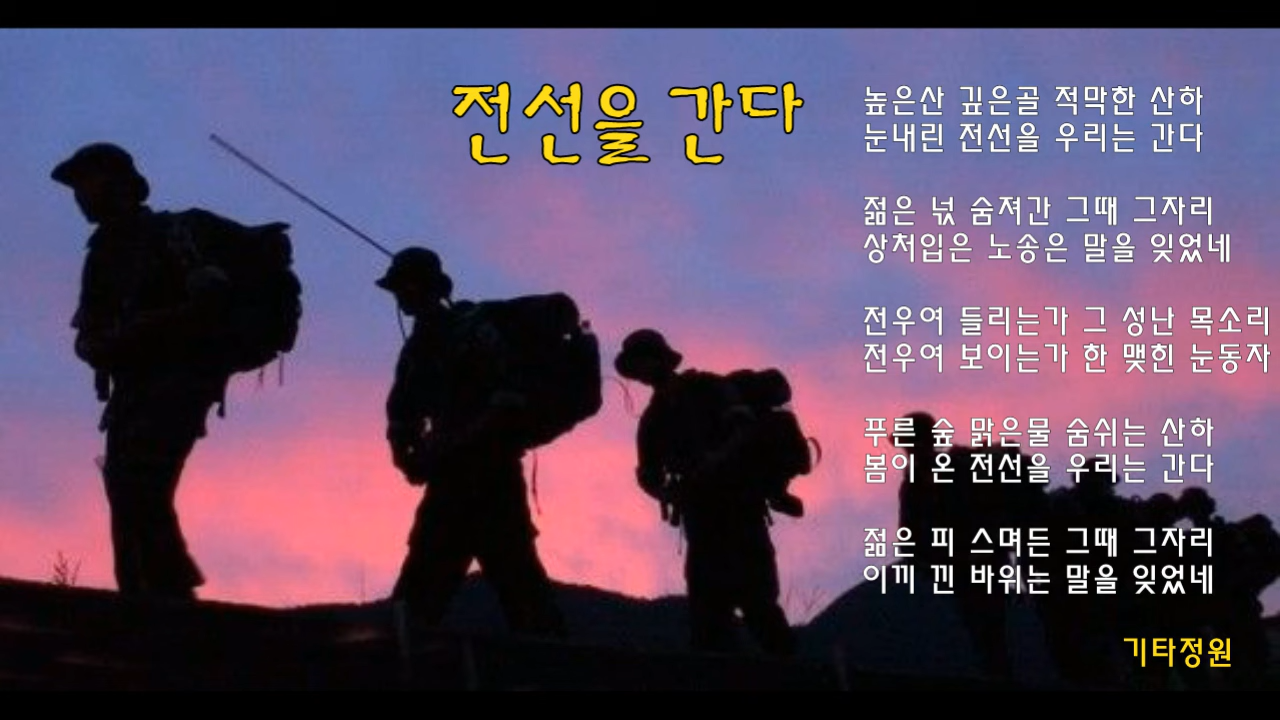 전선을 간다
높은산 깊은골 적막한 산하
눈내린 전선을 우리는 간다
젊은 넋 숨져간 그때 그자리
상처입은 노송은 말을 잊었네
전우여 들리는가 그 성난 목소리
전우여 보이는가 한 맺힌 눈동자
푸른 숲 맑은물 숨쉬는 산하
봄이 온 전선을 우리는 간다
젊은 피 스며든 그때 그자리
이끼 낀 바위는 말을 잊었네
기타정원